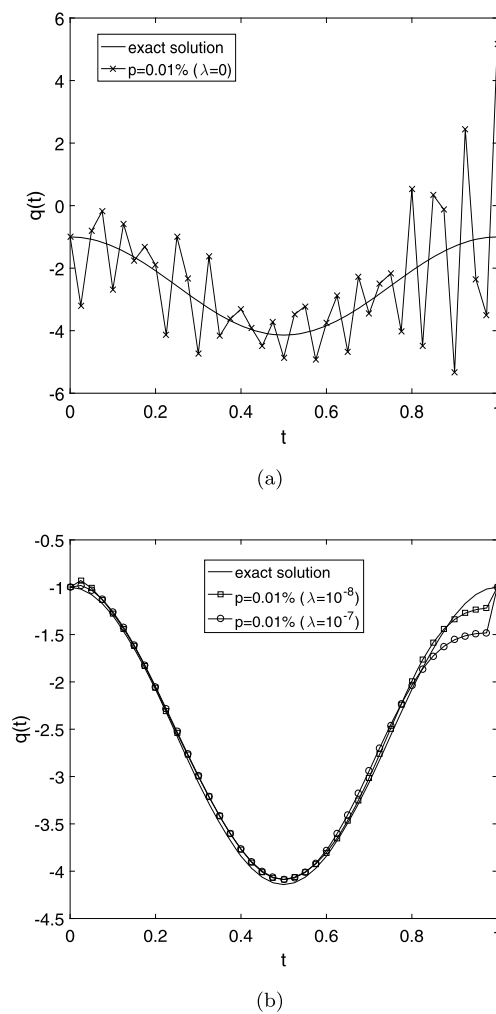 6
exact solution
p=0.01% (λ=0)
4
2
0
q(t)
-2
-4
-6
0 0.2 0.4 0.6 0.8 1
t
(a)
-0.5
exact solution
-1
p=0.01% (λ=10⁻⁸)
p=0.01% (λ=10⁻⁷)
-1.5
-2
-2.5
q(t)
-3
-3.5
-4
-4.5
0 0.2 0.4 0.6 0.8 1
t
(b)